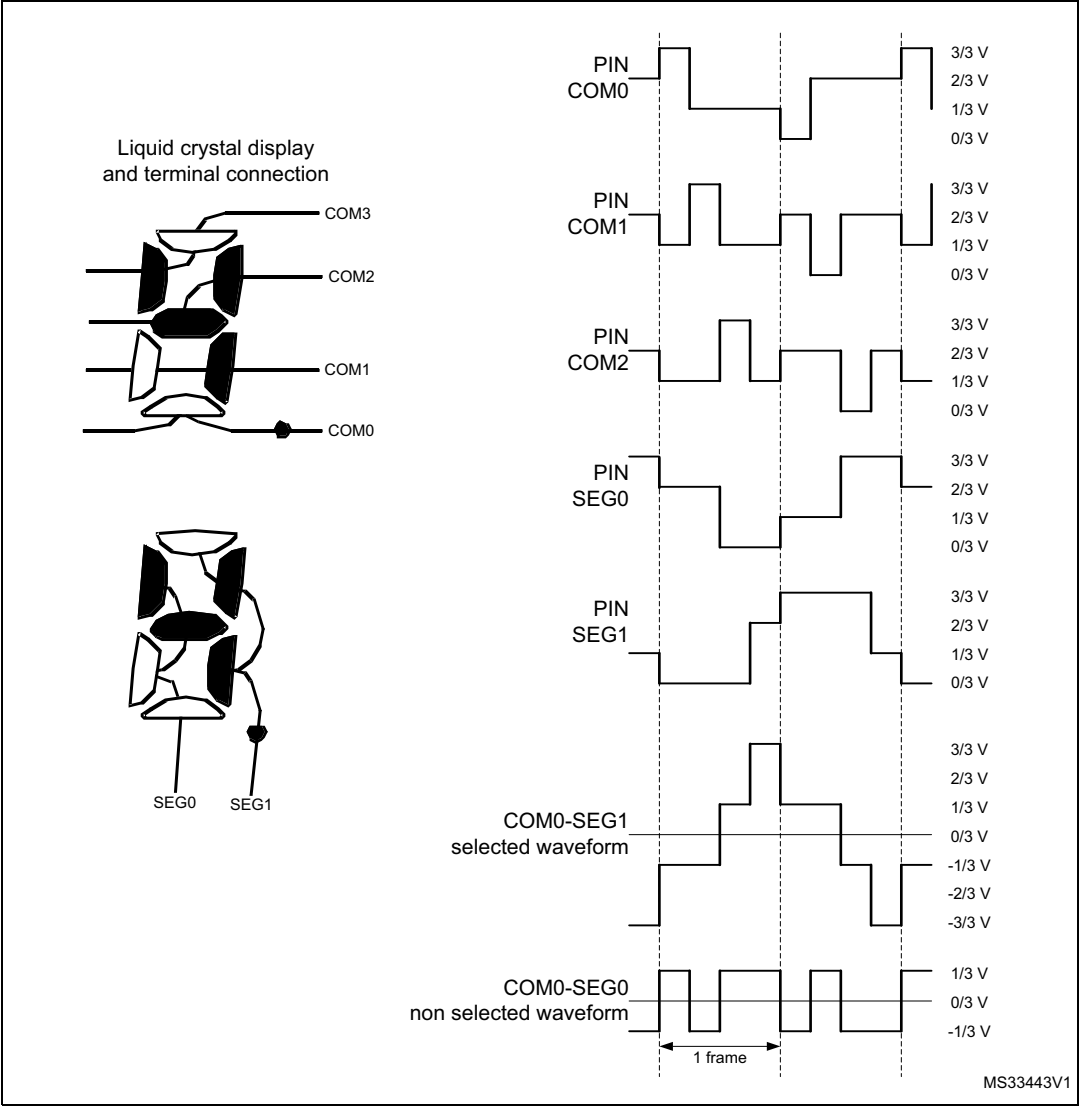 Liquid crystal display
and terminal connection
COM3
COM2
COM1
COM0
SEG0
SEG1
PIN
COM0
3/3 V
2/3 V
1/3 V
0/3 V
PIN
COM1
3/3 V
2/3 V
1/3 V
0/3 V
PIN
COM2
3/3 V
2/3 V
1/3 V
0/3 V
PIN
SEG0
3/3 V
2/3 V
1/3 V
0/3 V
PIN
SEG1
3/3 V
2/3 V
1/3 V
0/3 V
COM0-SEG1
selected waveform
3/3 V
2/3 V
1/3 V
0/3 V
-1/3 V
-2/3 V
-3/3 V
COM0-SEG0
non selected waveform
1/3 V
0/3 V
-1/3 V
1 frame
MS33443V1